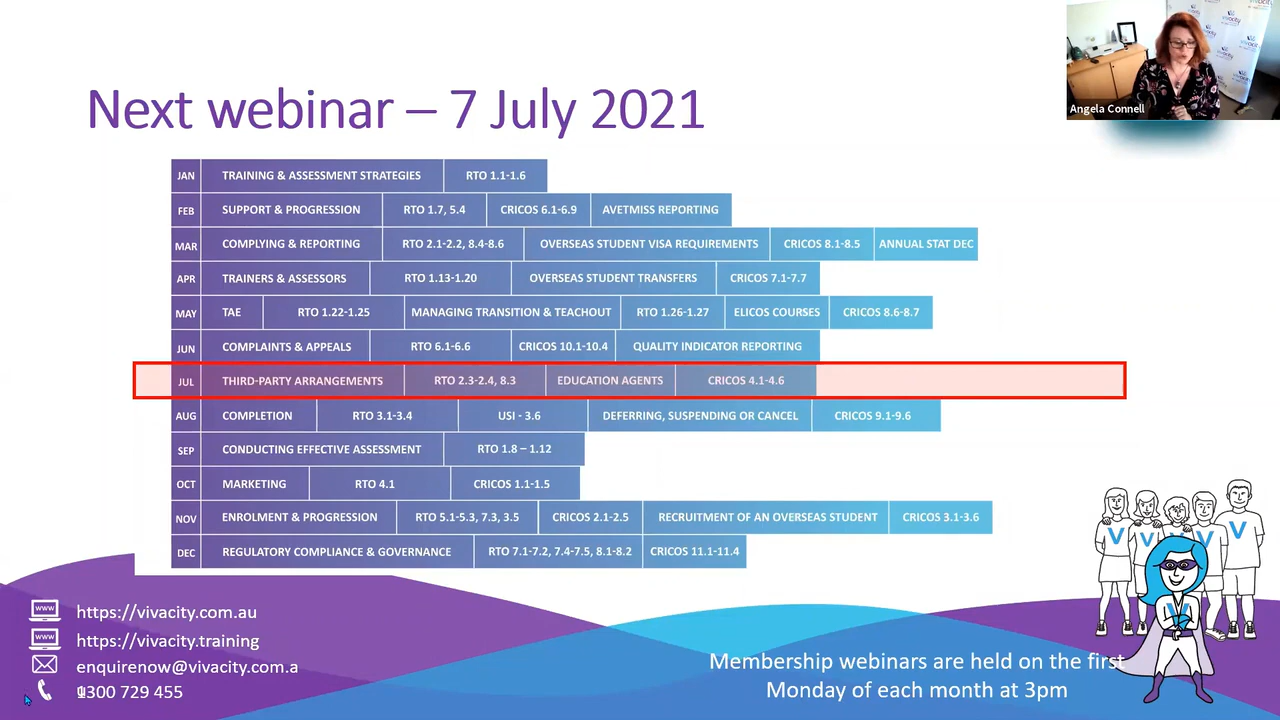 Angela Connell
vivacity
Next webinar – 7 July 2021
JAN TRAINING & ASSESSMENT STRATEGIES RTO 1.1-1.6
FEB SUPPORT & PROGRESSION RTO 1.7, 5.4 CRICOS 6.1-6.9 AVETMISS REPORTING
MAR COMPLYING & REPORTING RTO 2.1-2.2, 8.4-8.6 OVERSEAS STUDENT VISA REQUIREMENTS CRICOS 8.1-8.5 ANNUAL STAT DEC
APR TRAINERS & ASSESSORS RTO 1.13-1.20 OVERSEAS STUDENT TRANSFERS CRICOS 7.1-7.7
MAY TAE RTO 1.22-1.25 MANAGING TRANSITION & TEACHOUT RTO 1.26-1.27 ELICOS COURSES CRICOS 8.6-8.7
JUN COMPLAINTS & APPEALS RTO 6.1-6.6 CRICOS 10.1-10.4 QUALITY INDICATOR REPORTING
JUL THIRD-PARTY ARRANGEMENTS RTO 2.3-2.4, 8.3 EDUCATION AGENTS CRICOS 4.1-4.6
AUG COMPLETION RTO 3.1-3.4 USI - 3.6 DEFERRING, SUSPENDING OR CANCEL CRICOS 9.1-9.6
SEP CONDUCTING EFFECTIVE ASSESSMENT RTO 1.8 – 1.12
OCT MARKETING RTO 4.1 CRICOS 1.1-1.5
NOV ENROLMENT & PROGRESSION RTO 5.1-5.3, 7.3, 3.5 CRICOS 2.1-2.5 RECRUITMENT OF AN OVERSEAS STUDENT CRICOS 3.1-3.6
DEC REGULATORY COMPLIANCE & GOVERNANCE RTO 7.1-7.2, 7.4-7.5, 8.1-8.2 CRICOS 11.1-11.4
www https://vivacity.com.au
www https://vivacity.training
enquirenow@vivacity.com.a
1300 729 455
Membership webinars are held on the first
Monday of each month at 3pm
V V V V
V